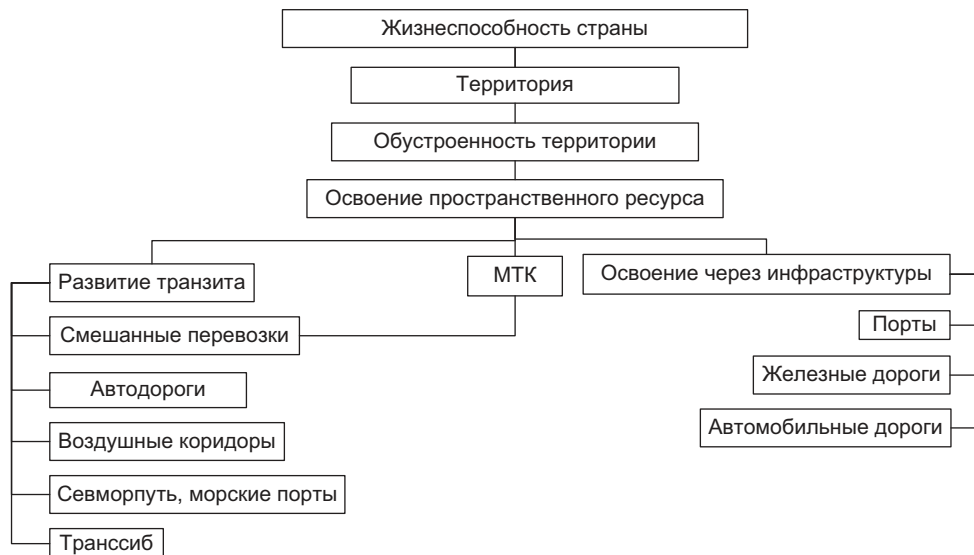 Жизнеспособность страны
Территория
Обустроенность территории
Освоение пространственного ресурса
Развитие транзита
МТК
Освоение через инфраструктуры
Смешанные перевозки
Порты
Автодороги
Железные дороги
Воздушные коридоры
Автомобильные дороги
Севморпуть, морские порты
Транссиб